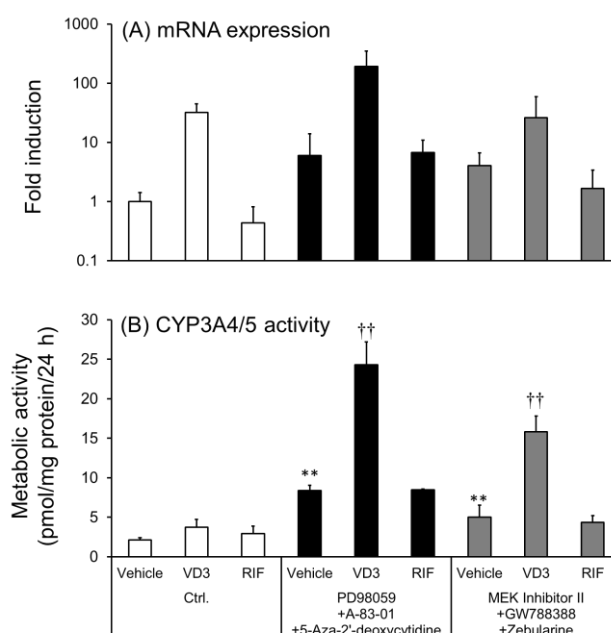 (A) mRNA expression
Fold induction
1000
100
10
1
0.1
(B) CYP3A4/5 activity
Metabolic activity
(pmol/mg protein/24 h)
30
25
20
15
10
5
0
**
††
**
††
Vehicle VD3 RIF Vehicle VD3 RIF Vehicle VD3 RIF
Ctrl. PD98059 MEK Inhibitor II
+A-83-01 +GW788388
+5-Aza-2'-deoxycytidine +Zebularine